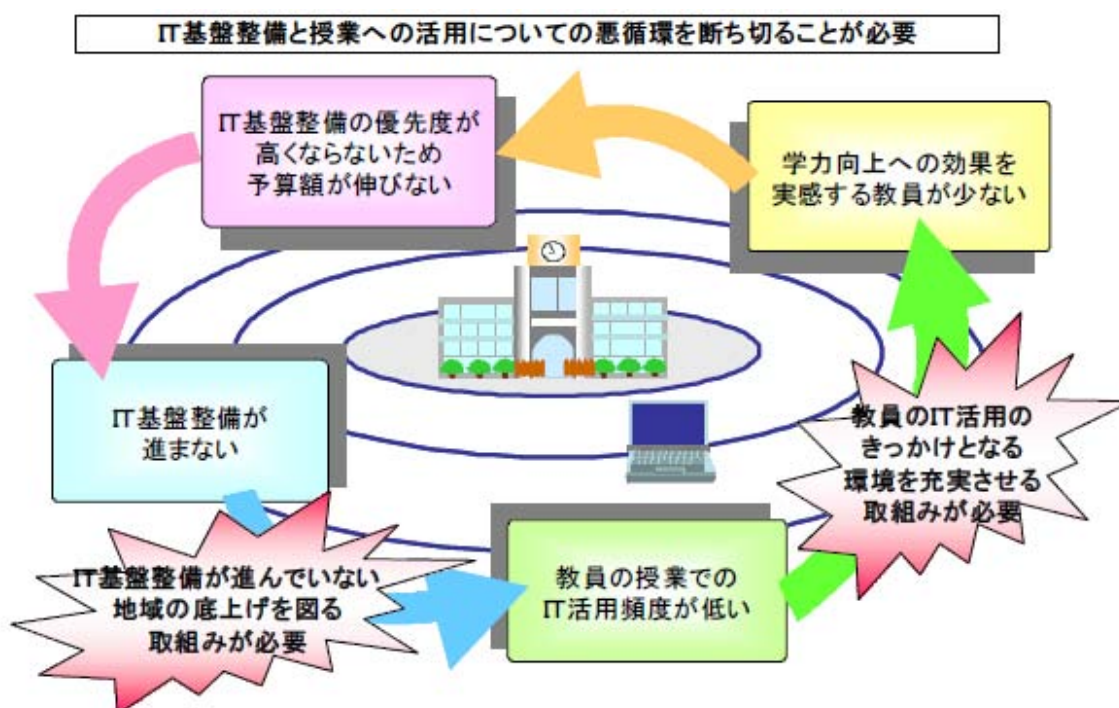 IT基盤整備と授業への活用についての悪循環を断ち切ることが必要
IT基盤整備の優先度が
高くならないため
予算額が伸びない
学力向上への効果を
実感する教員が少ない
IT基盤整備が
進まない
教員のIT活用の
きっかけとなる
環境を充実させる
取組みが必要
IT基盤整備が進んでいない
地域の底上げを図る
取組みが必要
教員の授業での
IT活用頻度が低い